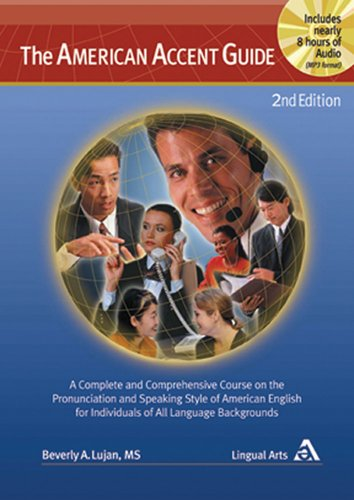 Includes
nearly
8 hours of
Audio
(MP3 format)
The AMERICAN ACCENT GUIDE
2nd Edition
A Complete and Comprehensive Course on the
Pronunciation and Speaking Style of American English
for Individuals of All Language Backgrounds
Beverly A. Lujan, MS
Lingual Arts